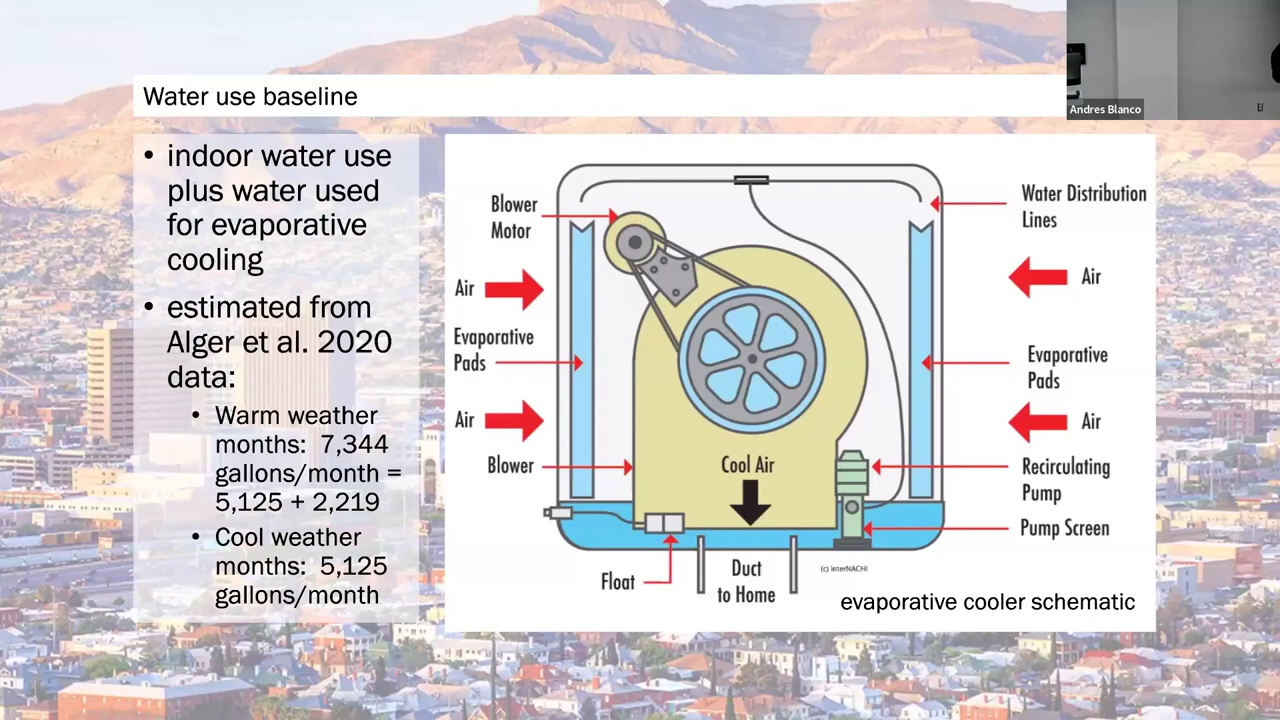 Water use baseline
Andres Blanco
• indoor water use
plus water used
for evaporative
cooling
• estimated from
Alger et al. 2020
data:
• Warm weather
months: 7,344
gallons/month =
5,125 + 2,219
• Cool weather
months: 5,125
gallons/month
Blower
Motor
Water Distribution
Lines
Air
Air
Evaporative
Pads
Evaporative
Pads
Air
Air
Blower
Cool Air
Recirculating
Pump
Pump Screen
Float
Duct
to Home
(c) InterNACHI
evaporative cooler schematic